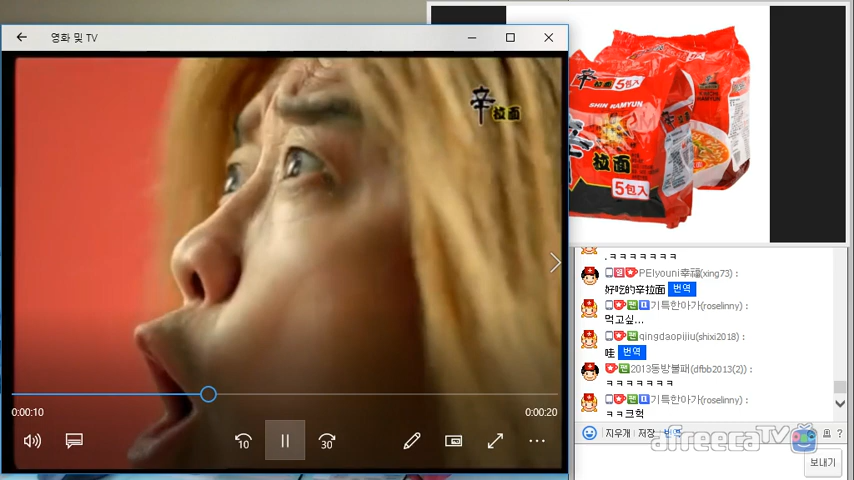 영화 및 TV
辛拉面
0:00:10
0:00:20
10
30
5包入
SHIN RAMYUN
拉面
5包入
.ㅋㅋㅋㅋㅋㅋㅋ
PEIyouni幸福(xing73) :
好吃的辛拉面 번역
기특한아가(roselinny) :
먹고싶...
qingdaopijiu(shixi2018) :
哇 번역
2013동방불패(dfbb2013(2)) :
ㅋㅋㅋㅋㅋㅋㅋ
기특한아가(roselinny) :
ㅋㅋ크헉
지우개 저장 번역 ?
afreecaTV
보내기